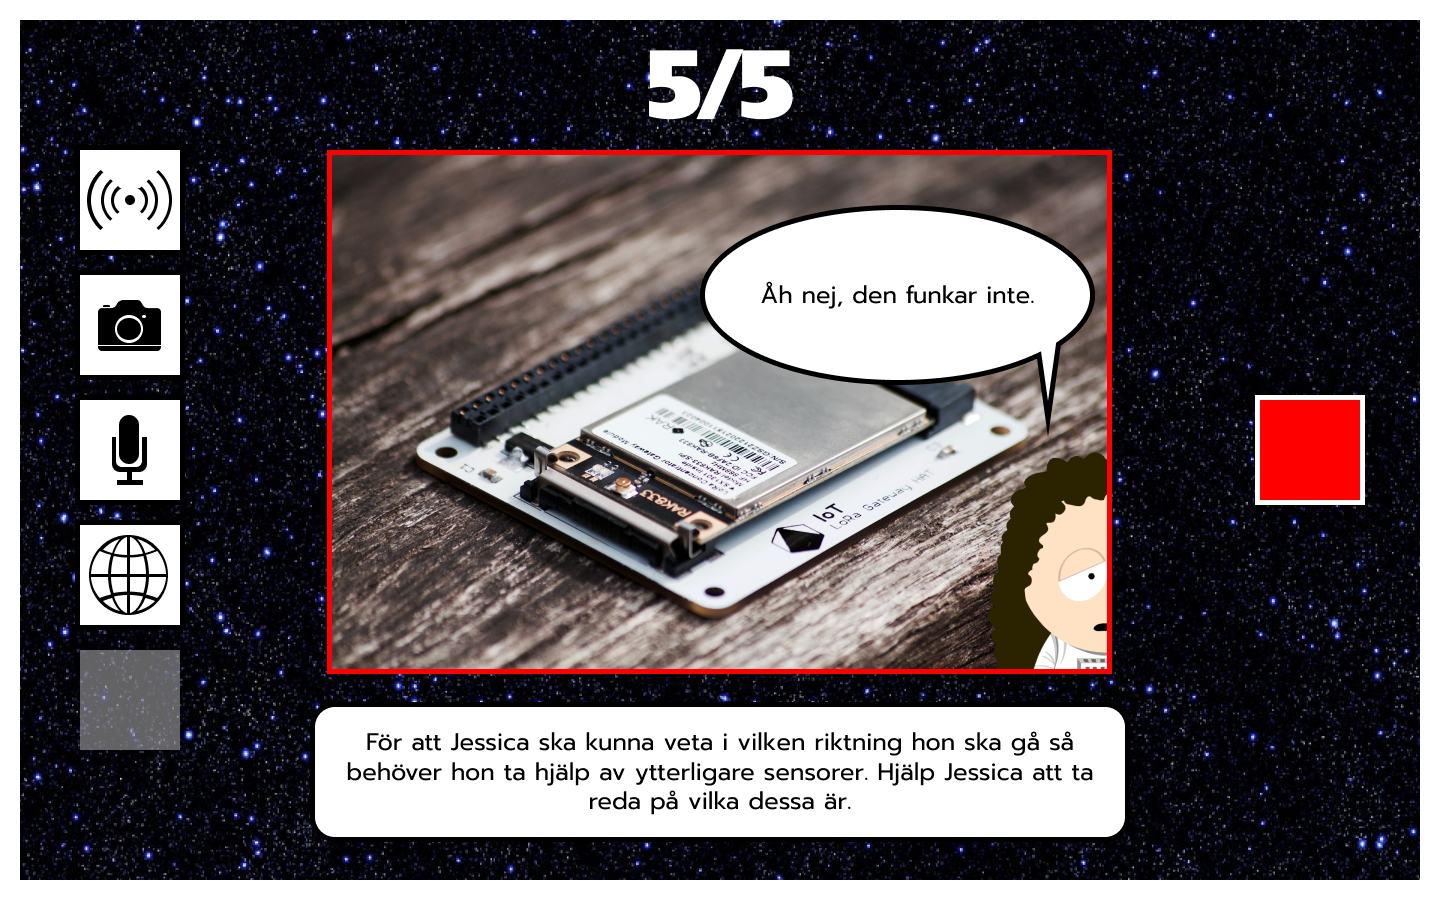 5/5
Åh nej, den funkar inte.
RAK833
IoT
LoRa Gateway HAT
C1
För att Jessica ska kunna veta i vilken riktning hon ska gå så
behöver hon ta hjälp av ytterligare sensorer. Hjälp Jessica att ta
reda på vilka dessa är.